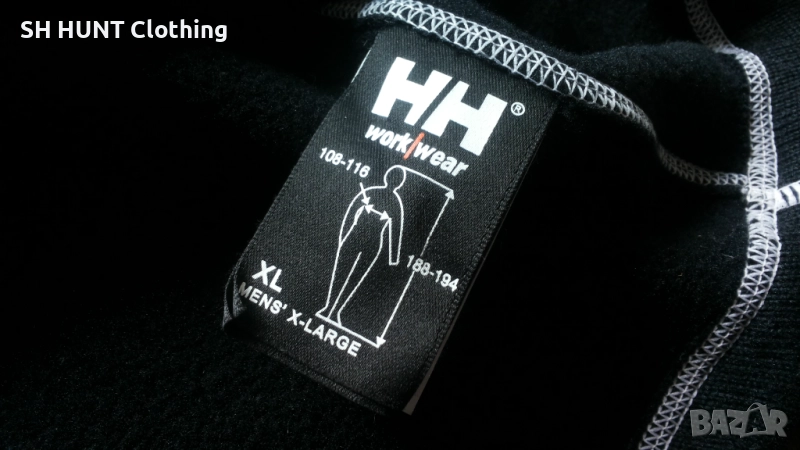 SH HUNT Clothing
HH®
work/wear
108-116
188-194
XL
MENS' X-LARGE
BAZAR